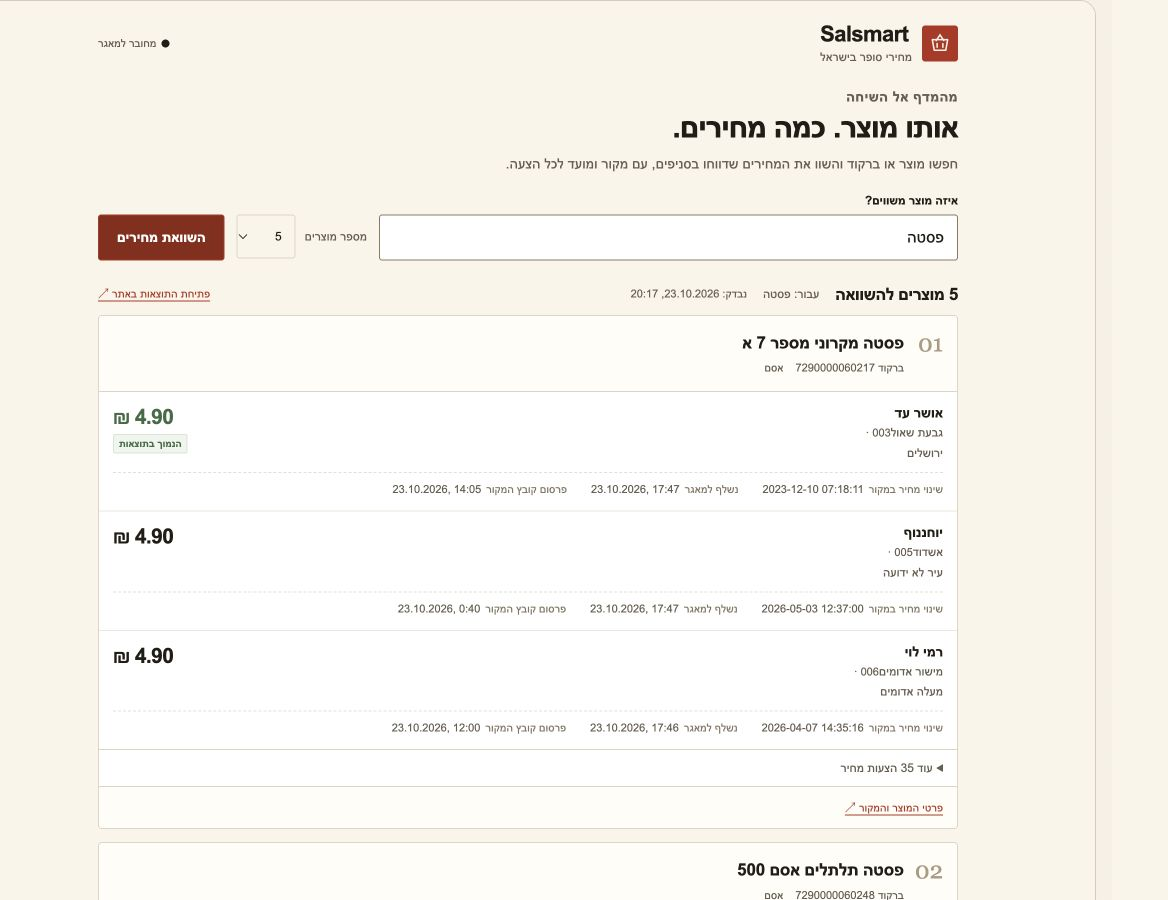 Salsmart
מחירי סופר בישראל
מחובר למאגר
מהמדף אל השיחה
אותו מוצר. כמה מחירים.
חפשו מוצר או ברקוד והשוו את המחירים שדווחו בסניפים, עם מקור ומועד לכל הצעה.
איזה מוצר משווים?
פסטה
מספר מוצרים
5
השוואת מחירים
5 מוצרים להשוואה
עבור: פסטה
נבדק: 23.10.2026, 20:17
פתיחת התוצאות באתר ↗
01
פסטה מקרוני מספר 7 א
ברקוד 7290000060217 אסם
אושר עד
גבעת שאול003 ·
ירושלים
4.90 ₪
הנמוך בתוצאות
שינוי מחיר במקור 2023-12-10 07:18:11
נשלף למאגר 23.10.2026, 17:47
פרסום קובץ המקור 23.10.2026, 14:05
יוחננוף
אשדוד005 ·
עיר לא ידועה
4.90 ₪
שינוי מחיר במקור 2026-05-03 12:37:00
נשלף למאגר 23.10.2026, 17:47
פרסום קובץ המקור 23.10.2026, 0:40
רמי לוי
מישור אדומים006 ·
מעלה אדומים
4.90 ₪
שינוי מחיר במקור 2026-04-07 14:35:16
נשלף למאגר 23.10.2026, 17:46
פרסום קובץ המקור 23.10.2026, 12:00
עוד 35 הצעות מחיר
פרטי המוצר והמקור ↗
02
פסטה תלתלים אסם 500
ברקוד 7290000060248 אסם